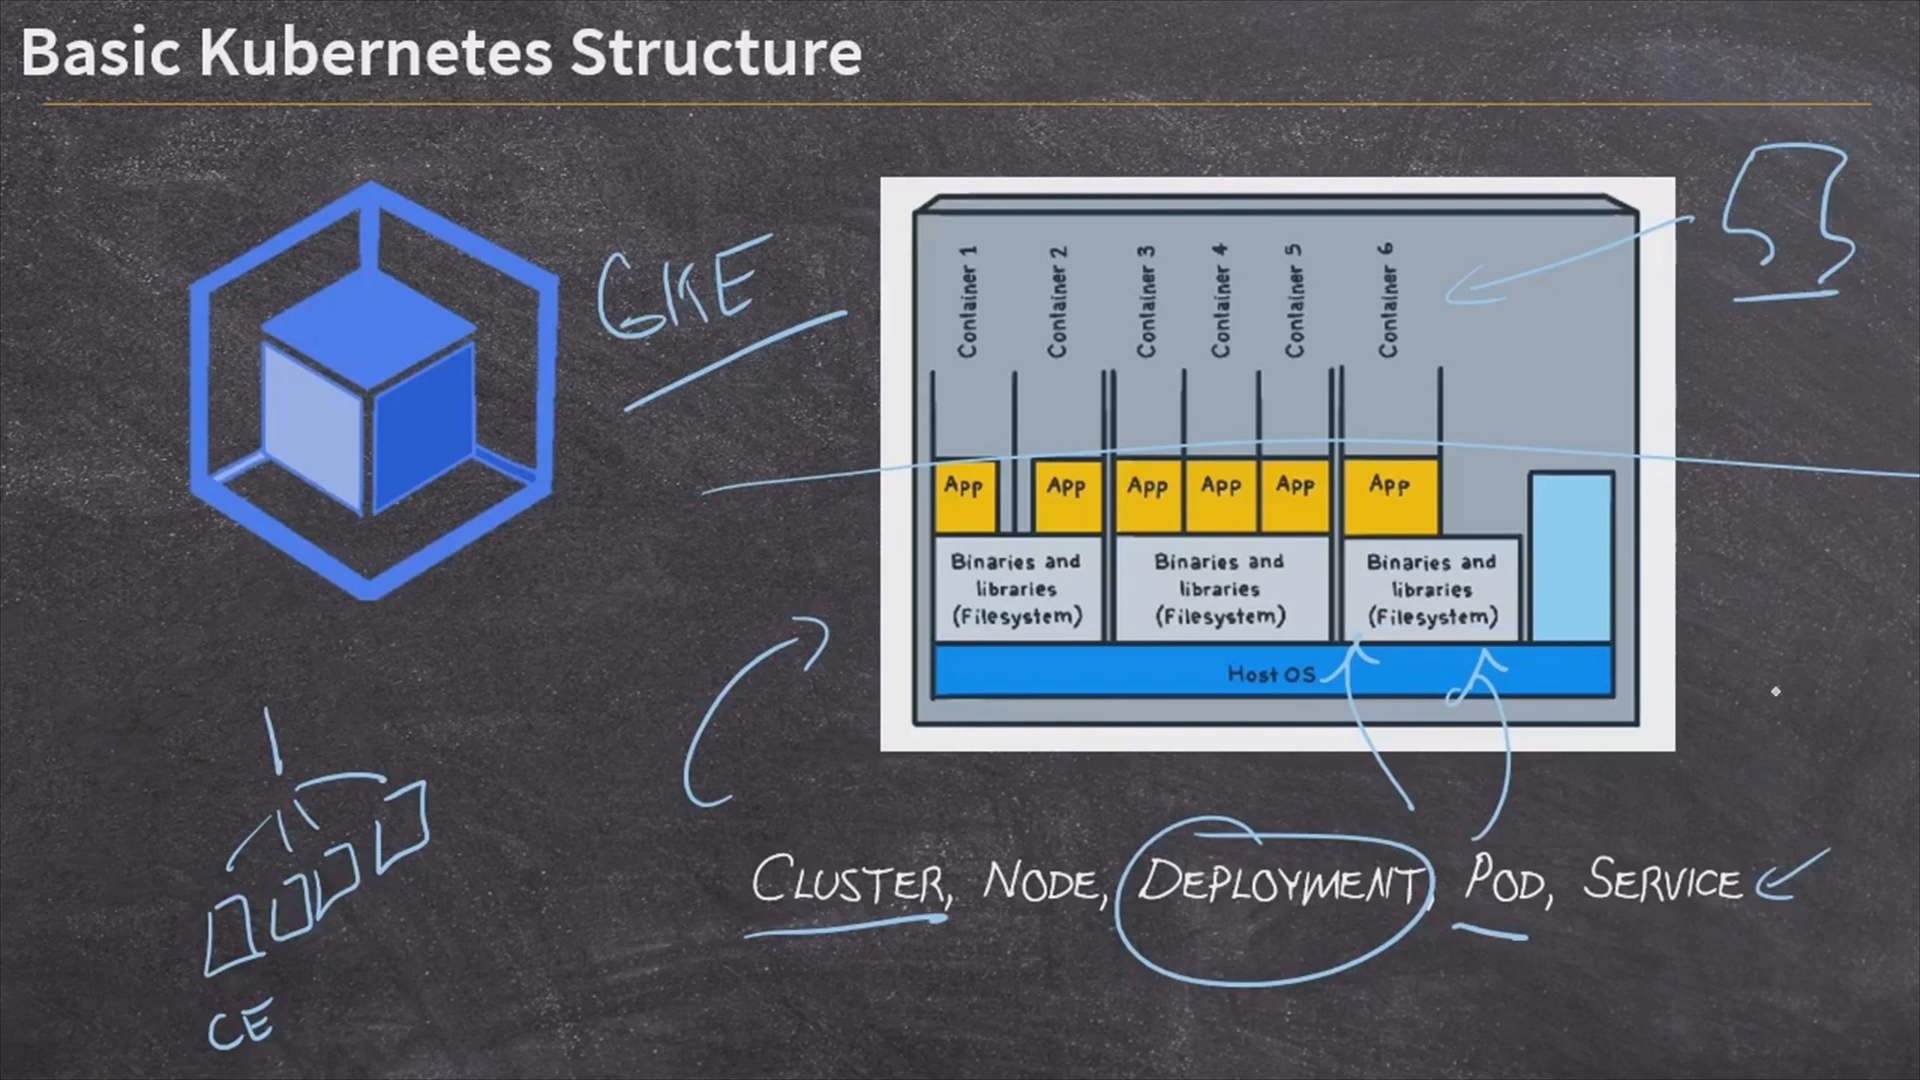 Basic Kubernetes Structure
GKE
Container 1
Container 2
Container 3
Container 4
Container 5
Container 6
App
App
App
App
App
App
Binaries and
libraries
(Filesystem)
Binaries and
libraries
(Filesystem)
Binaries and
libraries
(Filesystem)
Host OS
CLUSTER, NODE, DEPLOYMENT, POD, SERVICE
CE